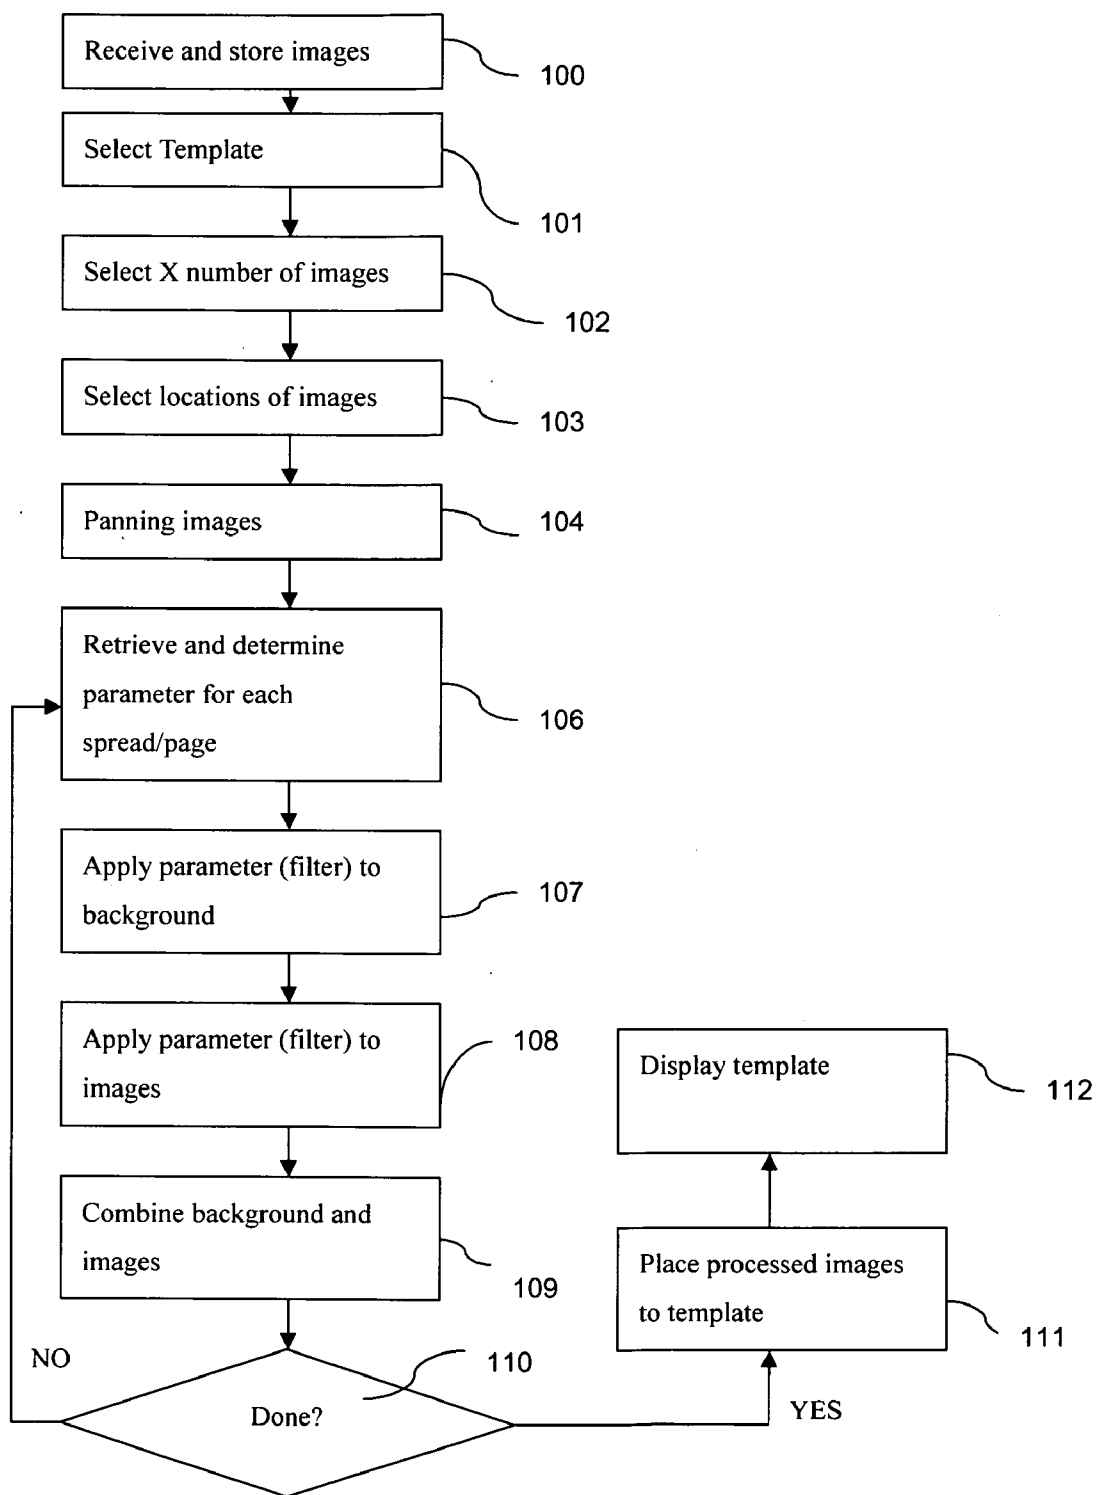 Receive and store images
100
Select Template
101
Select X number of images
102
Select locations of images
103
Panning images
104
Retrieve and determine
parameter for each
spread/page
106
Apply parameter (filter) to
background
107
Apply parameter (filter) to
images
108
Combine background and
images
109
Done?
110
NO
YES
Place processed images
to template
111
Display template
112